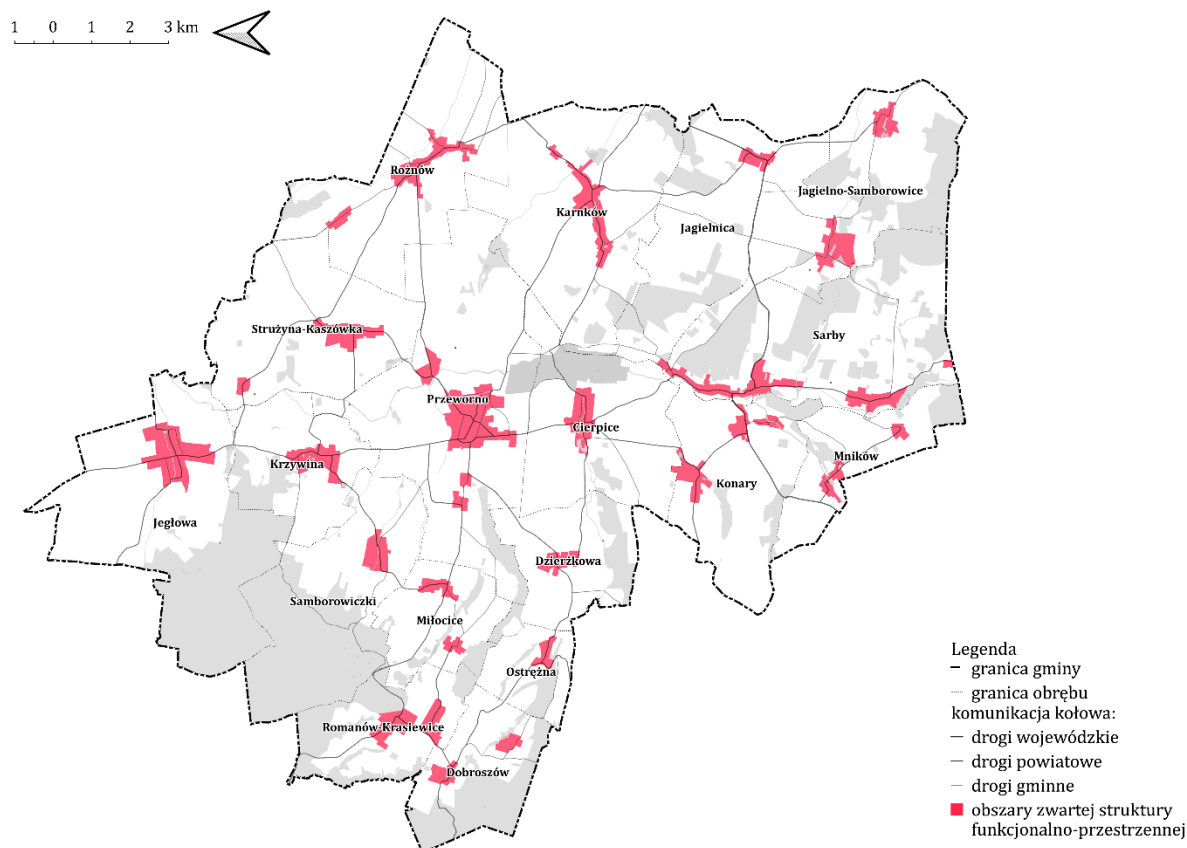 1 0 1 2 3 km
Rożnów
Karnków
Jagielno-Samborowice
Jagielnica
Strużyna-Kaszówka
Sarby
Przeworno
Cierpice
Krzywina
Mników
Konary
Jegłowa
Dzierżkowa
Samborowiczki
Miłocice
Ostrężna
Romanów-Krasiewice
Dobroszów
Legenda
granica gminy
granica obrębu
komunikacja kołowa:
drogi wojewódzkie
drogi powiatowe
drogi gminne
obszary zwartej struktury
funkcjonalno-przestrzennej